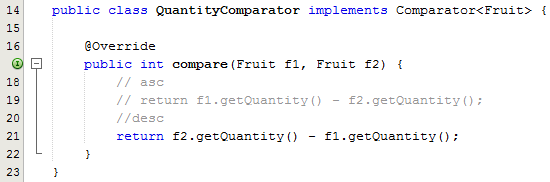 14 public class QuantityComparator implements Comparator<Fruit> {
15
16 @Override
public int compare(Fruit f1, Fruit f2) {
18 // asc
19 // return f1.getQuantity() - f2.getQuantity();
20 //desc
21 return f2.getQuantity() - f1.getQuantity();
22 }
23 }